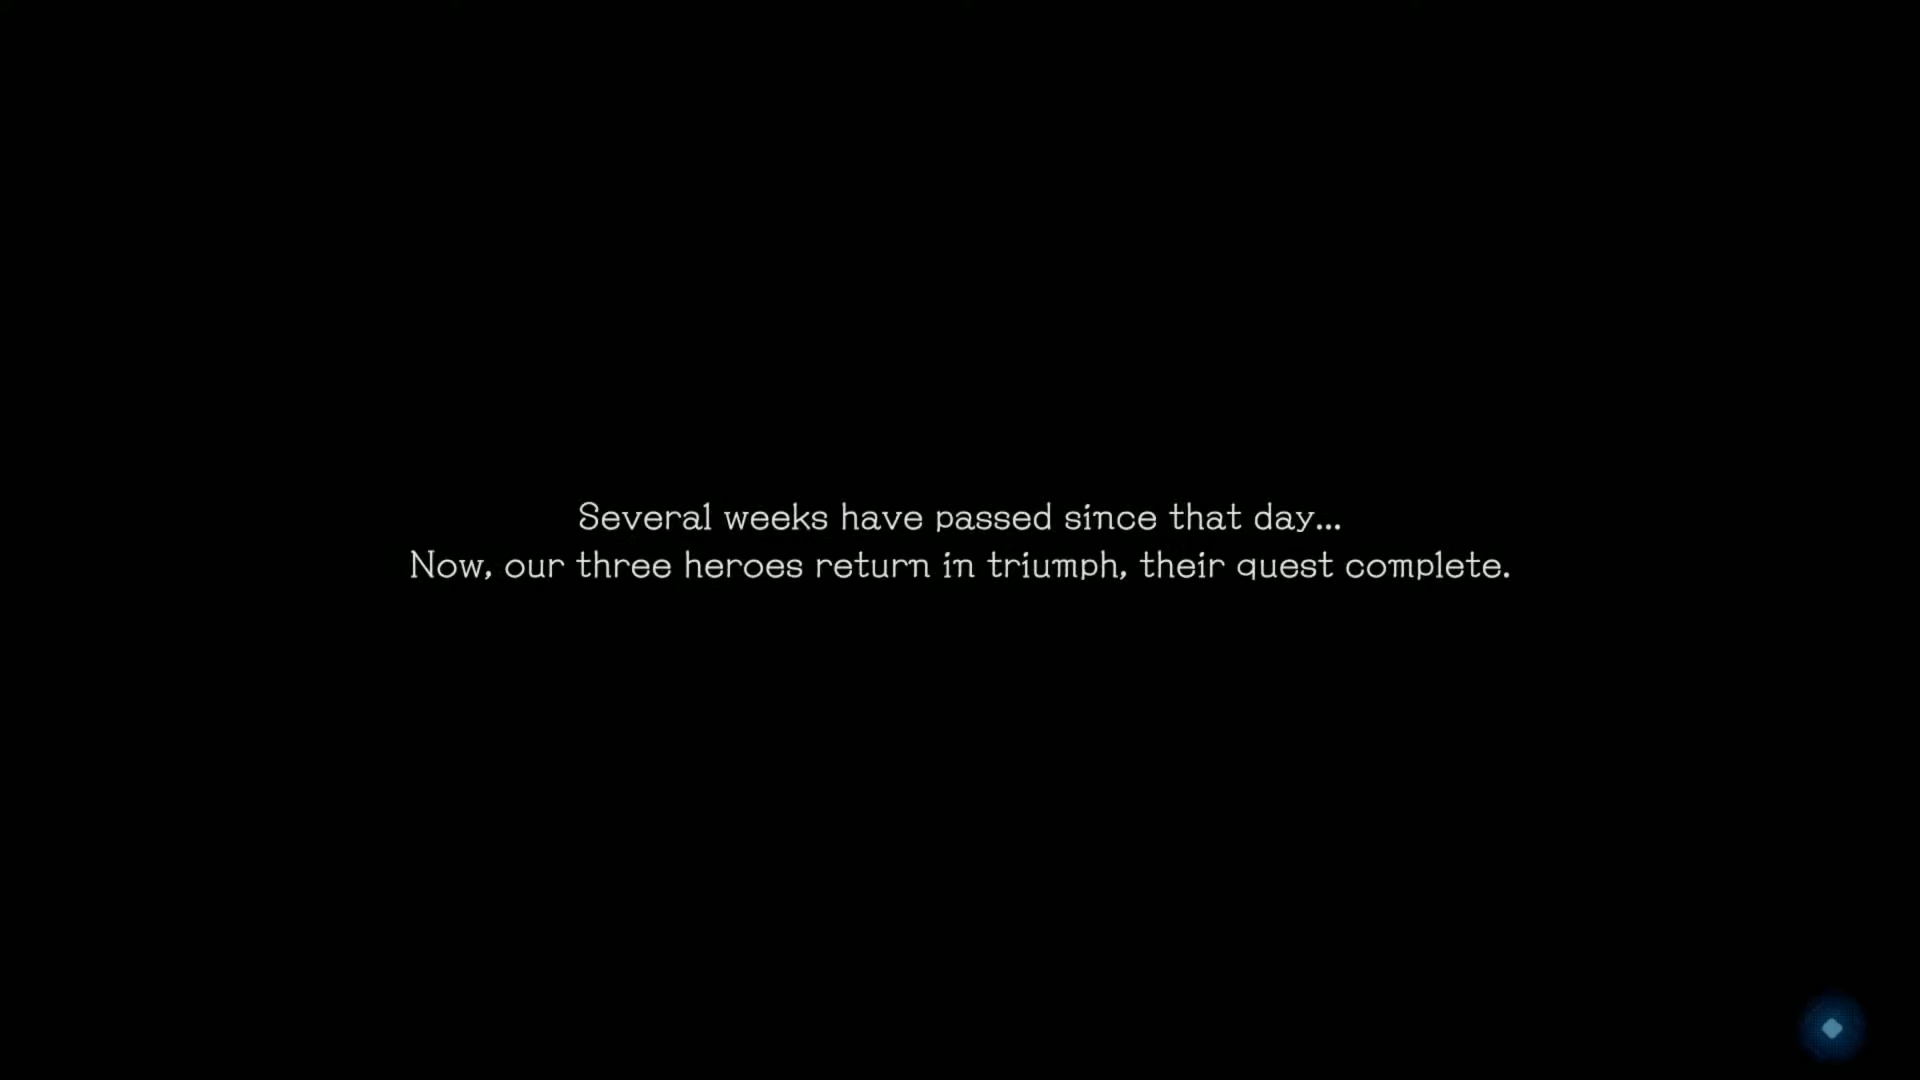 Several weeks have passed since that day...
Now, our three heroes return in triumph, their quest complete.